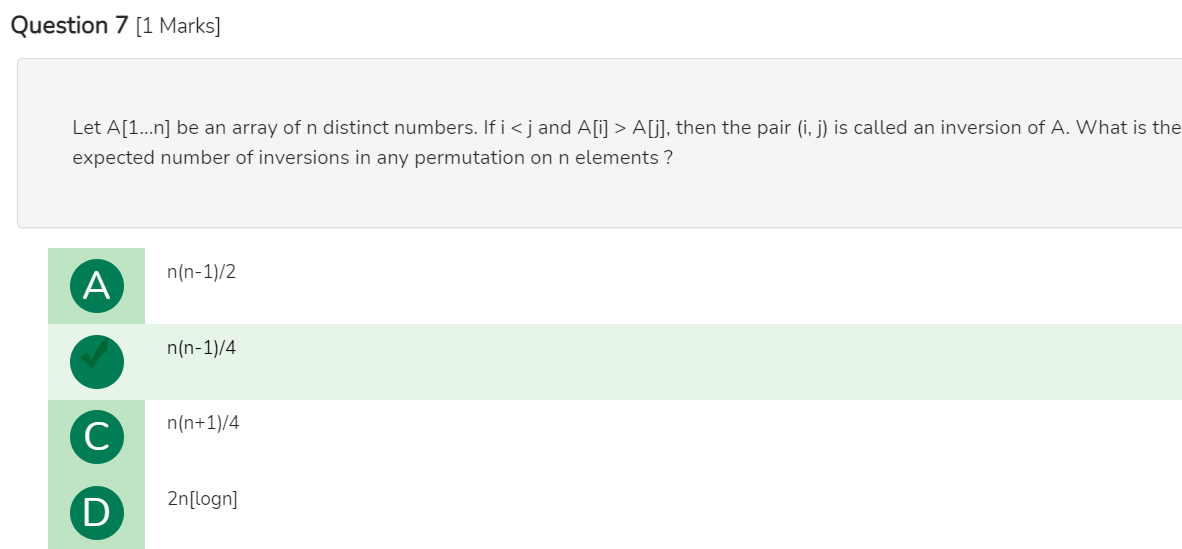 Question 7 [1 Marks]
Let A[1...n] be an array of n distinct numbers. If i < j and A[i] > A[j], then the pair (i, j) is called an inversion of A. What is the
expected number of inversions in any permutation on n elements ?
A n(n-1)/2
n(n-1)/4
C n(n+1)/4
D 2n[logn]